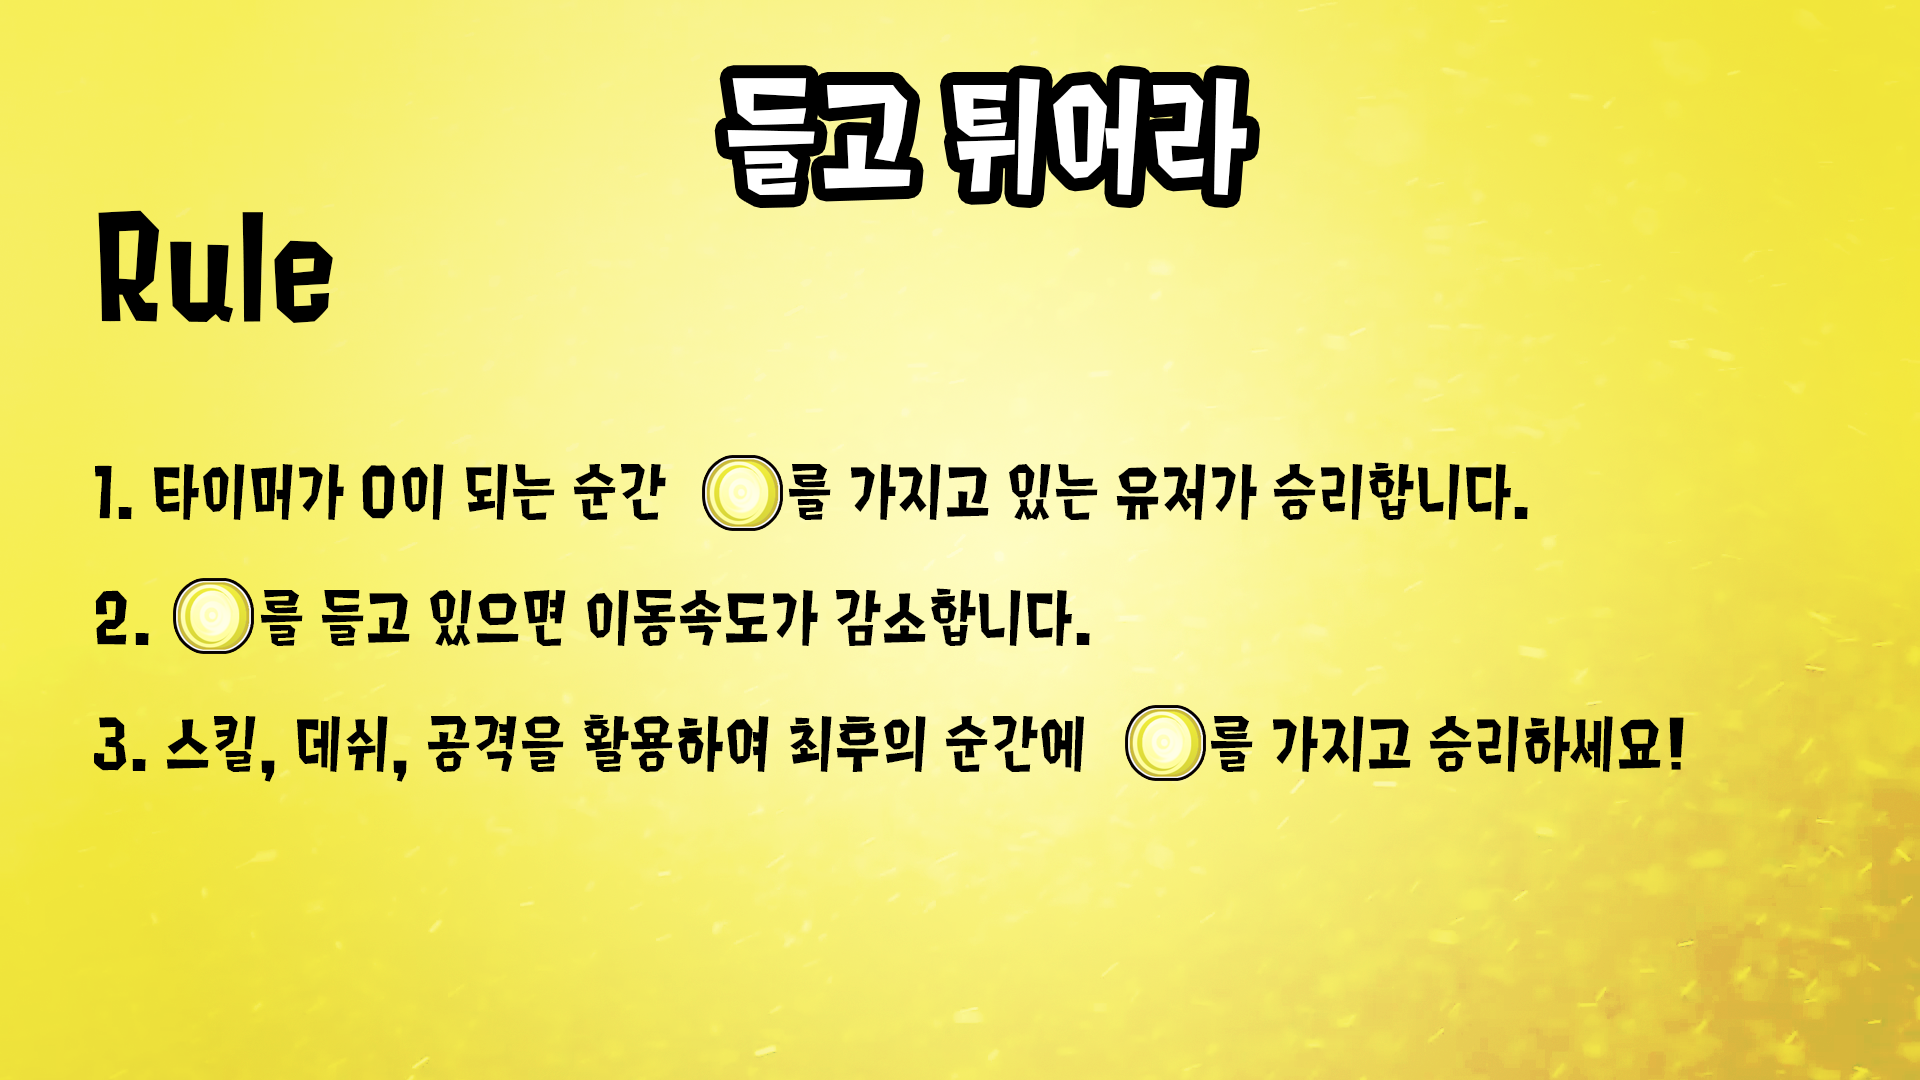 들고 튀어라
Rule
1. 타이머가 0이 되는 순간 를 가지고 있는 유저가 승리합니다.
2. 를 들고 있으면 이동속도가 감소합니다.
3. 스킬, 데쉬, 공격을 활용하여 최후의 순간에 를 가지고 승리하세요!